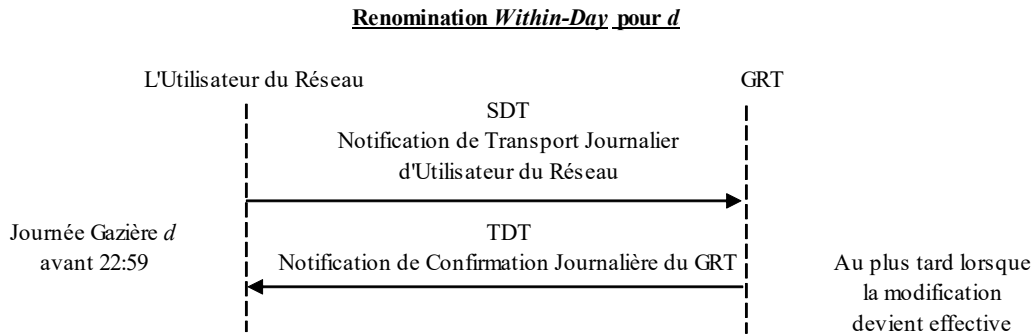 Renomination Within-Day pour d
L'Utilisateur du Réseau
GRT
SDT
Notification de Transport Journalier
d'Utilisateur du Réseau
Journée Gazière d
avant 22:59
TDT
Notification de Confirmation Journalière du GRT
Au plus tard lorsque
la modification
devient effective